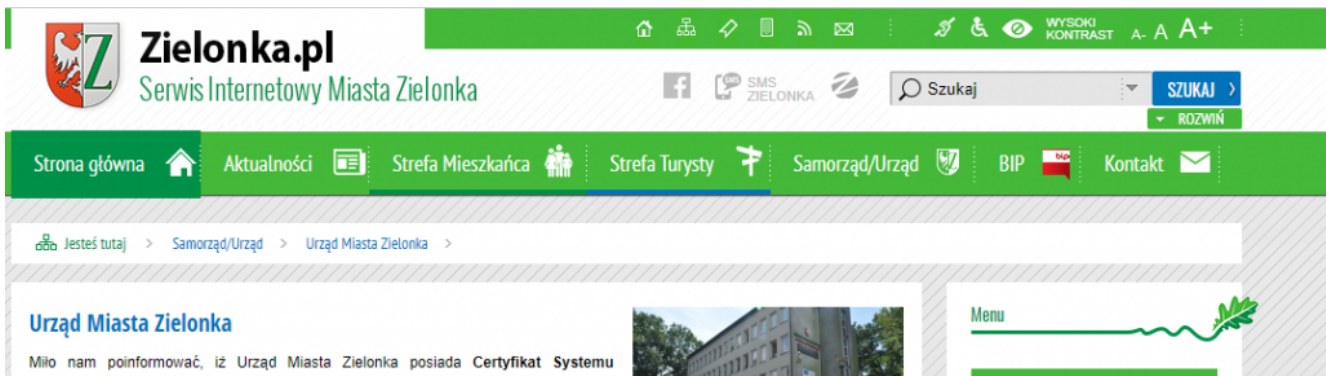 Zielonka.pl
Serwis Internetowy Miasta Zielonka
WYSOKI
KONTRAST A- A A+
SMS
ZIELONKA
Szukaj
SZUKAJ
ROZWIŃ
Strona główna Aktualności Strefa Mieszkańca Strefa Turysty Samorząd/Urząd BIP bip Kontakt
Jesteś tutaj > Samorząd/Urząd > Urząd Miasta Zielonka >
Urząd Miasta Zielonka
Miło nam poinformować, iż Urząd Miasta Zielonka posiada Certyfikat Systemu
Menu